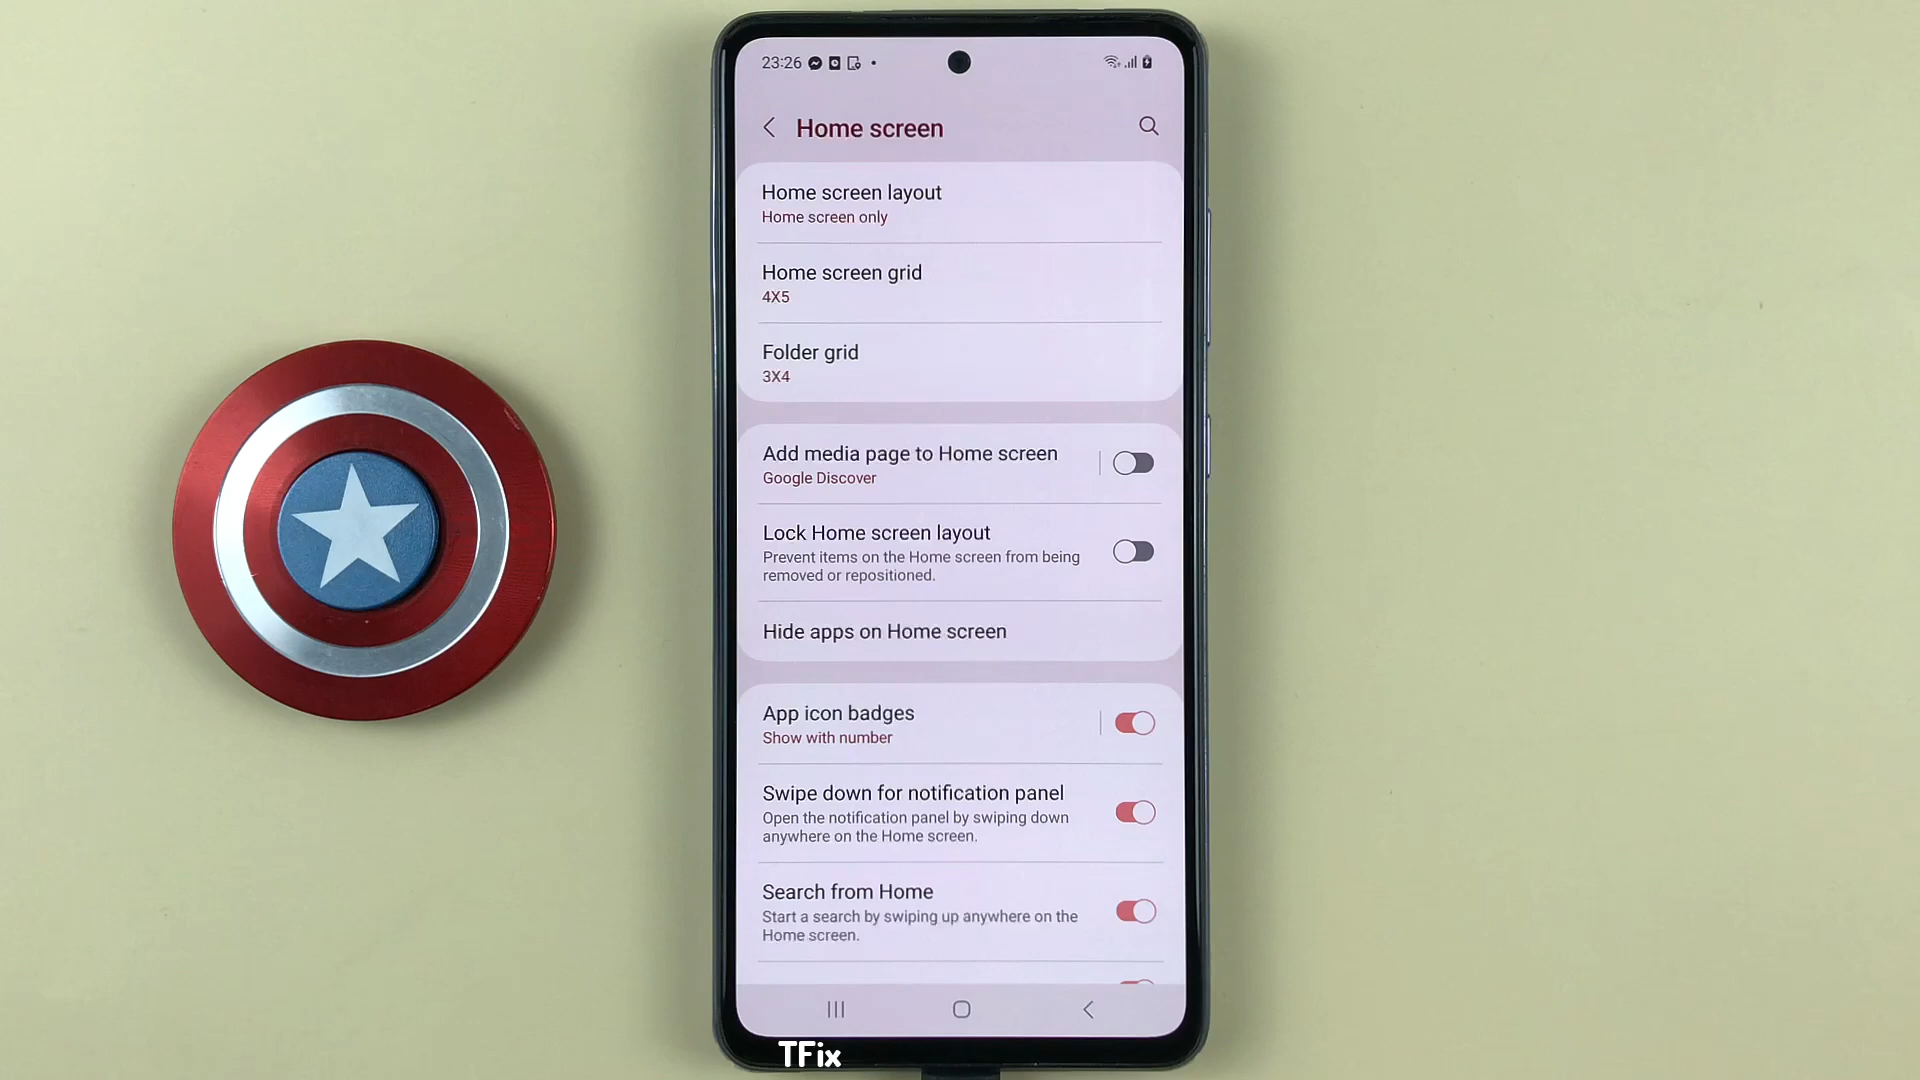 23:26
Home screen
Home screen layout
Home screen only
Home screen grid
4X5
Folder grid
3X4
Add media page to Home screen
Google Discover
Lock Home screen layout
Prevent items on the Home screen from being
removed or repositioned.
Hide apps on Home screen
App icon badges
Show with number
Swipe down for notification panel
Open the notification panel by swiping down
anywhere on the Home screen.
Search from Home
Start a search by swiping up anywhere on the
Home screen.
TFix